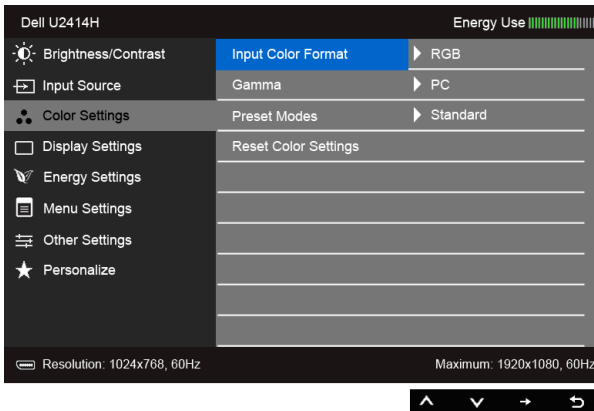 Dell U2414H Energy Use
Brightness/Contrast Input Color Format RGB
Input Source Gamma PC
Color Settings Preset Modes Standard
Display Settings Reset Color Settings
Energy Settings
Menu Settings
Other Settings
Personalize
Resolution: 1024x768, 60Hz Maximum: 1920x1080, 60Hz